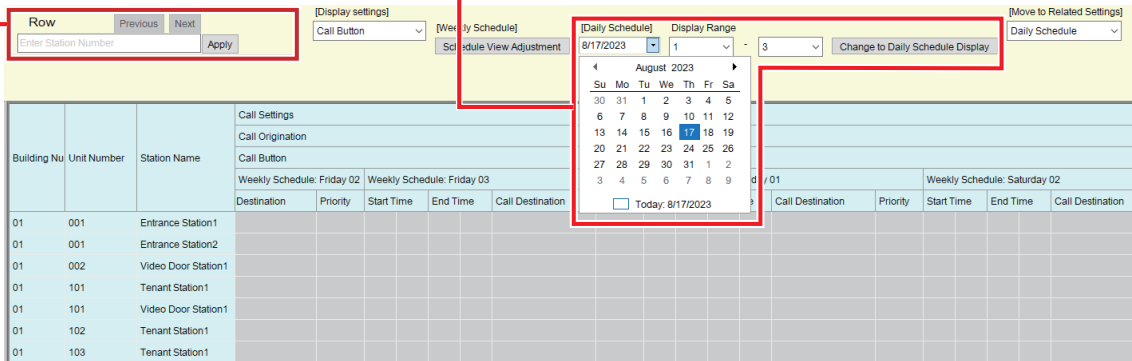 Row Previous Next
Enter Station Number Apply
[Display settings]
Call Button
[Weekly Schedule]
Schedule View Adjustment
[Daily Schedule] Display Range
8/17/2023 1 - 3 Change to Daily Schedule Display
[Move to Related Settings]
Daily Schedule
August 2023
Su Mo Tu We Th Fr Sa
30 31 1 2 3 4 5
6 7 8 9 10 11 12
13 14 15 16 17 18 19
20 21 22 23 24 25 26
27 28 29 30 31 1 2
3 4 5 6 7 8 9
Today: 8/17/2023
Building Nu Unit Number Station Name
Call Settings
Call Origination
Call Button
Weekly Schedule: Friday 02 Weekly Schedule: Friday 03 01 Weekly Schedule: Saturday 02
Destination Priority Start Time End Time Call Destination Call Destination Priority Start Time End Time Call Destination
01 001 Entrance Station1
01 001 Entrance Station2
01 002 Video Door Station1
01 101 Tenant Station1
01 101 Video Door Station1
01 102 Tenant Station1
01 103 Tenant Station1